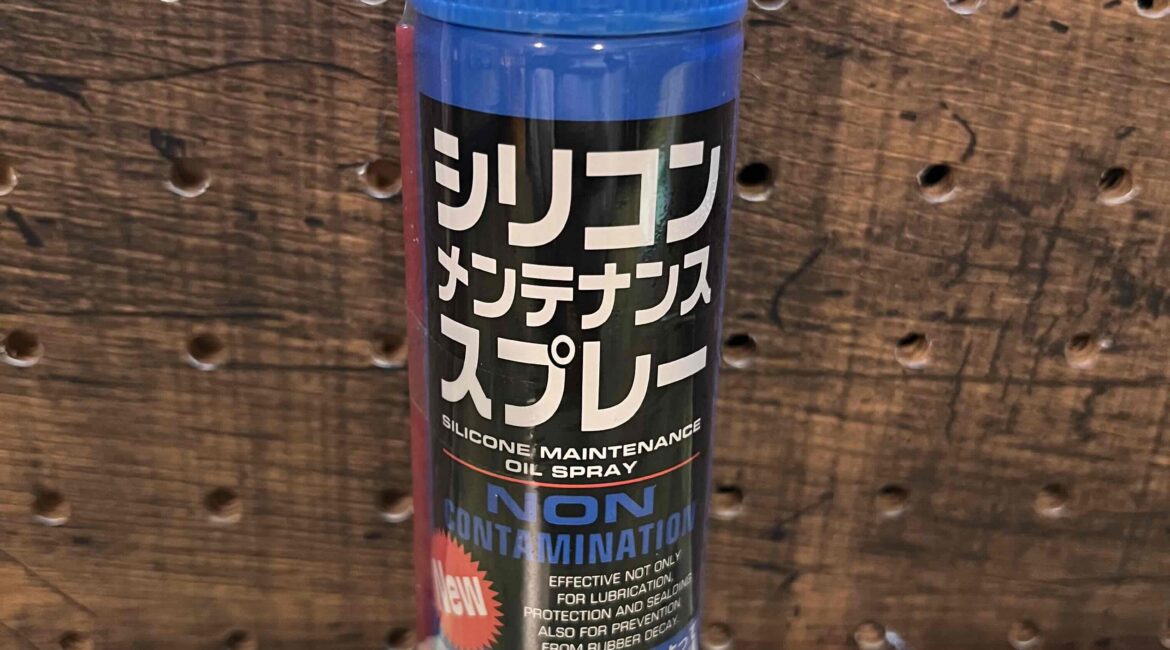 シリコン
メンテナンス
スプレー
SILICONE MAINTENANCE
OIL SPRAY
NON
CONTAMINATION
New
EFFECTIVE NOT ONLY
FOR LUBRICATION,
PROTECTION AND SEALDING
ALSO FOR PREVENTION
FROM RUBBER DECAY.